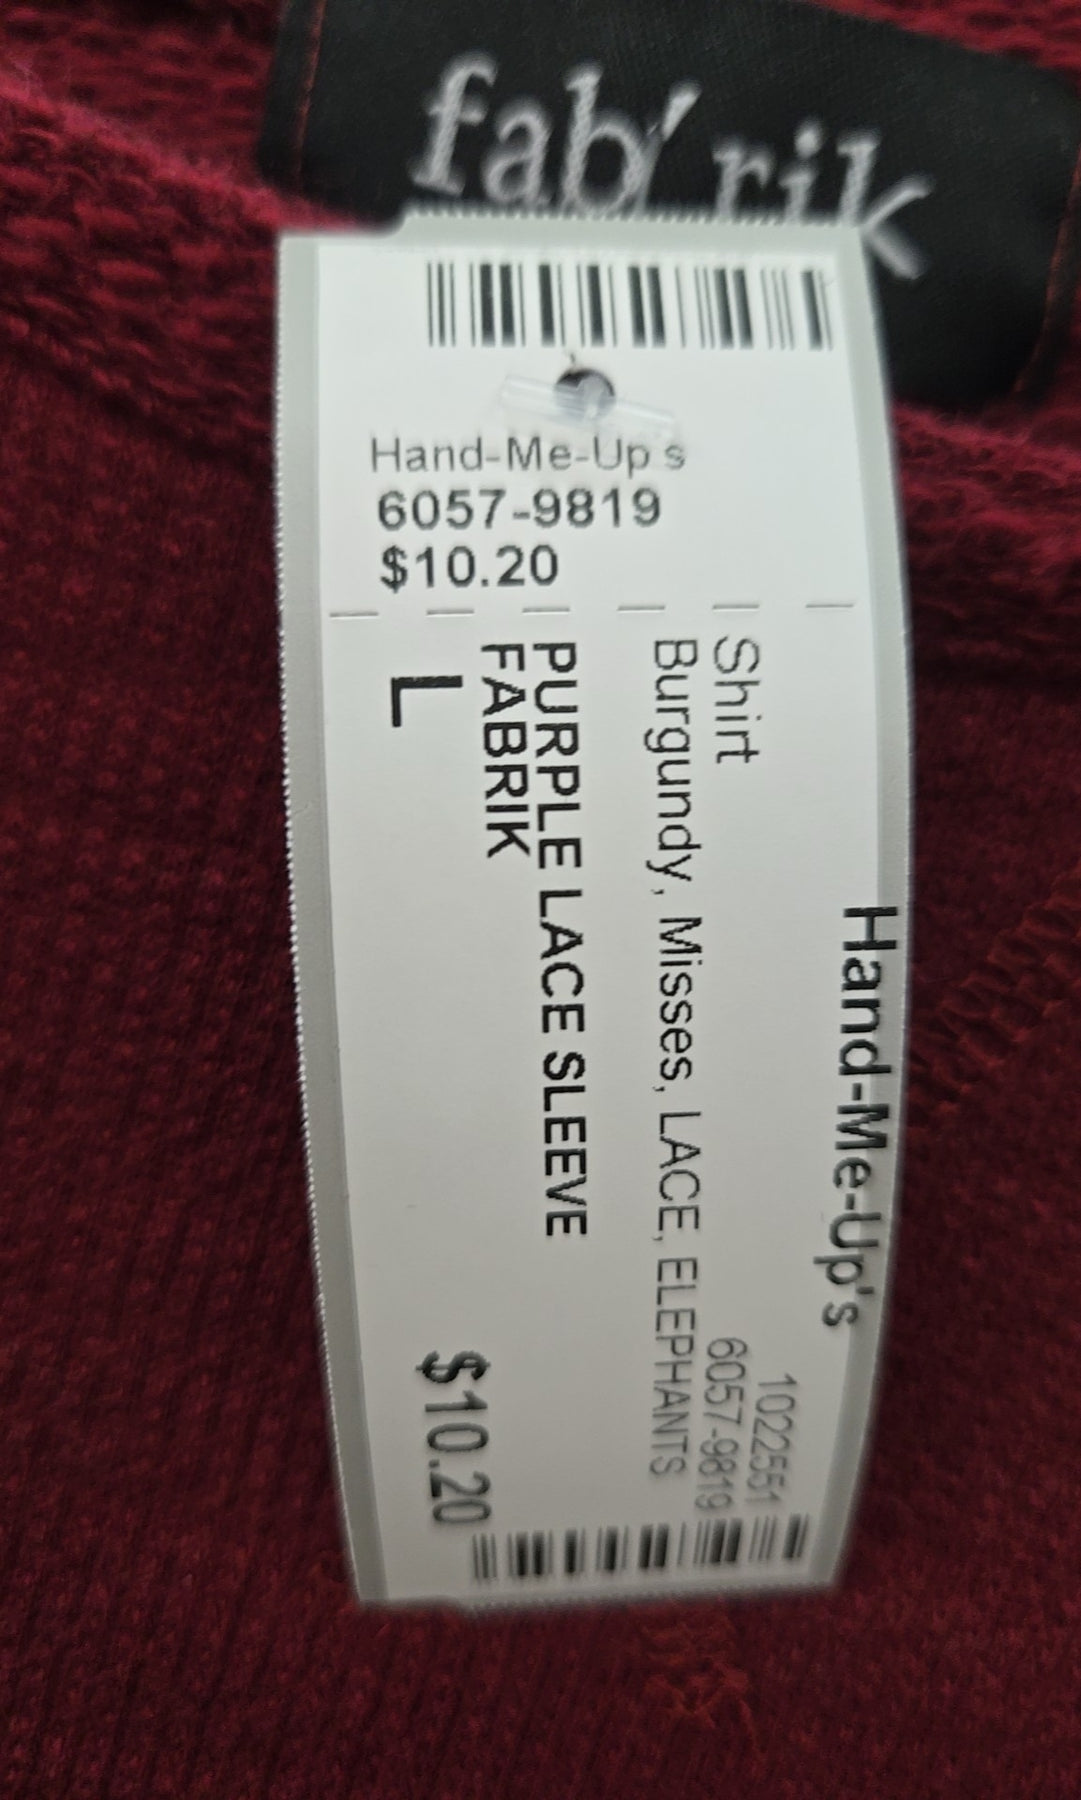 fab'rik
Hand-Me-Up s
6057-9819
$10.20
Hand-Me-Up's
1022551
6057-9819
Shirt
Burgundy, Misses, LACE, ELEPHANTS
PURPLE LACE SLEEVE
FABRIK
L
$10.20